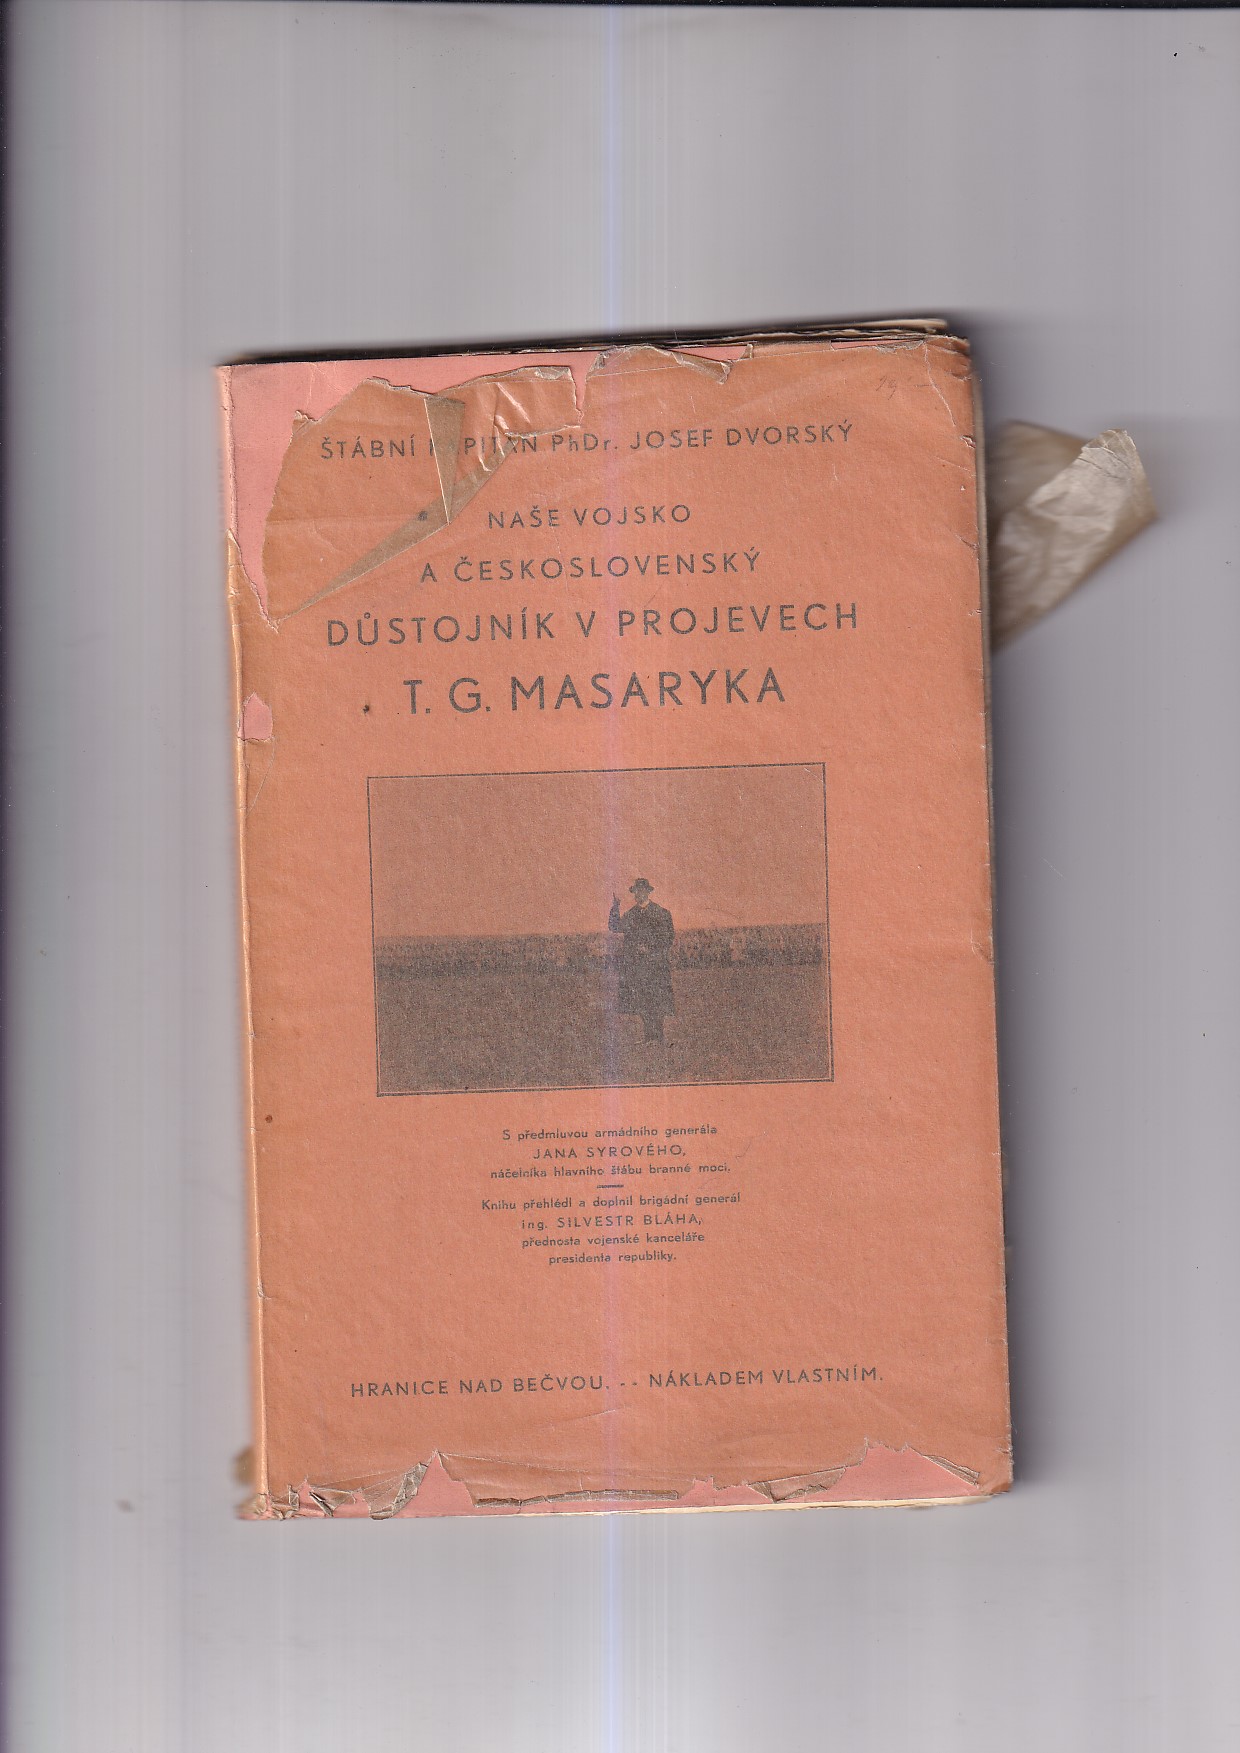 ŠTÁBNÍ KAPITÁN PhDr. JOSEF DVORSKÝ
NAŠE VOJSKO
A ČESKOSLOVENSKÝ
DŮSTOJNÍK V PROJEVECH
T. G. MASARYKA
S předmluvou armádního generála
JANA SYROVÉHO,
náčelníka hlavního štábu branné moci.
Knihu přehlédl a doplnil brigádní generál
ing. SILVESTR BLÁHA,
přednosta vojenské kanceláře
presidenta republiky.
HRANICE NAD BEČVOU. -- NÁKLADEM VLASTNÍM.